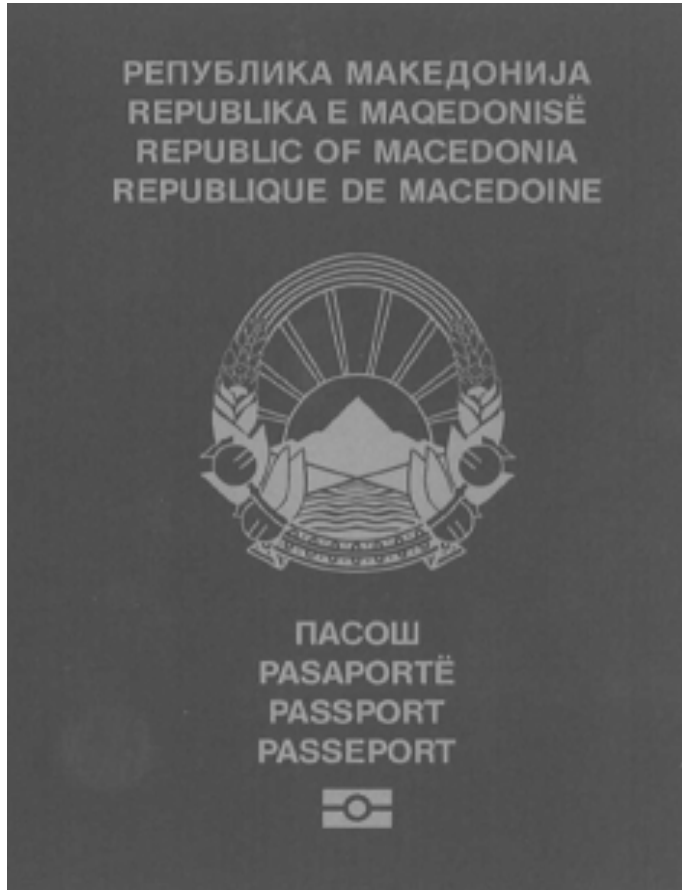 РЕПУБЛИКА МАКЕДОНИЈА
REPUBLIKA E MAQEDONISË
REPUBLIC OF MACEDONIA
REPUBLIQUE DE MACEDOINE
ПАСОШ
PASAPORTË
PASSPORT
PASSEPORT